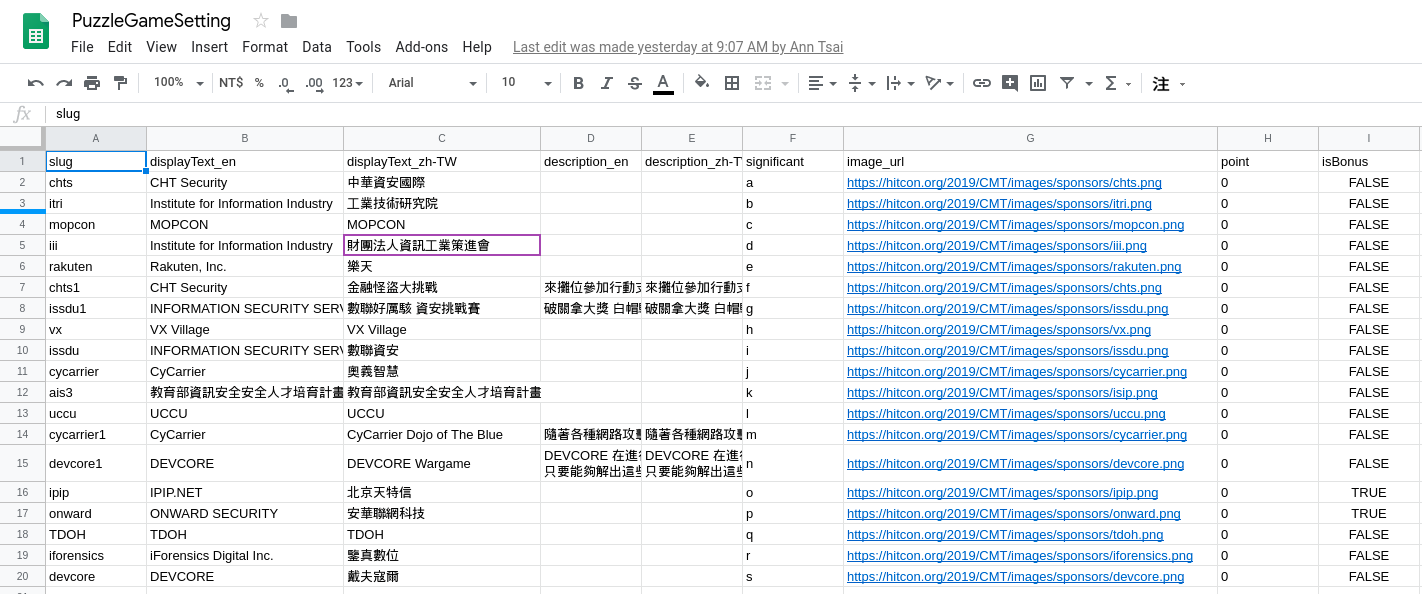 PuzzleGameSetting
File Edit View Insert Format Data Tools Add-ons Help Last edit was made yesterday at 9:07 AM by Ann Tsai
100% NT$ % .0 .00 123 Arial 10 B I S A Σ 注
fx slug
A B C D E F G H I
1 slug displayText_en displayText_zh-TW description_en description_zh-T significant image_url point isBonus
2 chts CHT Security 中華資安國際 a https://hitcon.org/2019/CMT/images/sponsors/chts.png 0 FALSE
3 itri Institute for Information Industry 工業技術研究院 b https://hitcon.org/2019/CMT/images/sponsors/itri.png 0 FALSE
4 mopcon MOPCON MOPCON c https://hitcon.org/2019/CMT/images/sponsors/mopcon.png 0 FALSE
5 iii Institute for Information Industry 財團法人資訊工業策進會 d https://hitcon.org/2019/CMT/images/sponsors/iii.png 0 FALSE
6 rakuten Rakuten, Inc. 樂天 e https://hitcon.org/2019/CMT/images/sponsors/rakuten.png 0 FALSE
7 chts1 CHT Security 金融怪盜大挑戰 來攤位參加行動支 來攤位參加行動支 f https://hitcon.org/2019/CMT/images/sponsors/chts.png 0 FALSE
8 issdu1 INFORMATION SECURITY SERV 數聯好厲駭 資安挑戰賽 破關拿大獎 白帽 破關拿大獎 白帽 g https://hitcon.org/2019/CMT/images/sponsors/issdu.png 0 FALSE
9 vx VX Village VX Village h https://hitcon.org/2019/CMT/images/sponsors/vx.png 0 FALSE
10 issdu INFORMATION SECURITY SERV 數聯資安 i https://hitcon.org/2019/CMT/images/sponsors/issdu.png 0 FALSE
11 cycarrier CyCarrier 奧義智慧 j https://hitcon.org/2019/CMT/images/sponsors/cycarrier.png 0 FALSE
12 ais3 教育部資訊安全安全人才培育計畫 教育部資訊安全安全人才培育計畫 k https://hitcon.org/2019/CMT/images/sponsors/isip.png 0 FALSE
13 uccu UCCU UCCU l https://hitcon.org/2019/CMT/images/sponsors/uccu.png 0 FALSE
14 cycarrier1 CyCarrier CyCarrier Dojo of The Blue 隨著各種網路攻擊 隨著各種網路攻擊 m https://hitcon.org/2019/CMT/images/sponsors/cycarrier.png 0 FALSE
15 devcore1 DEVCORE DEVCORE Wargame DEVCORE 在進行 DEVCORE 在進行 n https://hitcon.org/2019/CMT/images/sponsors/devcore.png 0 FALSE
只要能夠解出這些 只要能夠解出這些
16 ipip IPIP.NET 北京天特信 o https://hitcon.org/2019/CMT/images/sponsors/ipip.png 0 TRUE
17 onward ONWARD SECURITY 安華聯網科技 p https://hitcon.org/2019/CMT/images/sponsors/onward.png 0 TRUE
18 TDOH TDOH TDOH q https://hitcon.org/2019/CMT/images/sponsors/tdoh.png 0 FALSE
19 iforensics iForensics Digital Inc. 鑒真數位 r https://hitcon.org/2019/CMT/images/sponsors/iforensics.png 0 FALSE
20 devcore DEVCORE 戴夫寇爾 s https://hitcon.org/2019/CMT/images/sponsors/devcore.png 0 FALSE